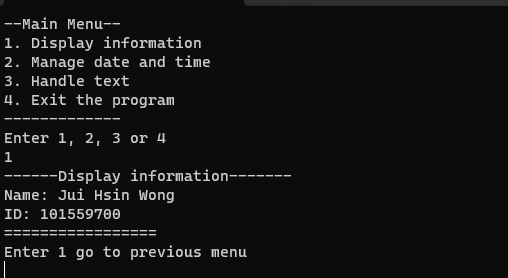 --Main Menu--
1. Display information
2. Manage date and time
3. Handle text
4. Exit the program
-------------
Enter 1, 2, 3 or 4
1
------Display information-------
Name: Jui Hsin Wong
ID: 101559700
=================
Enter 1 go to previous menu